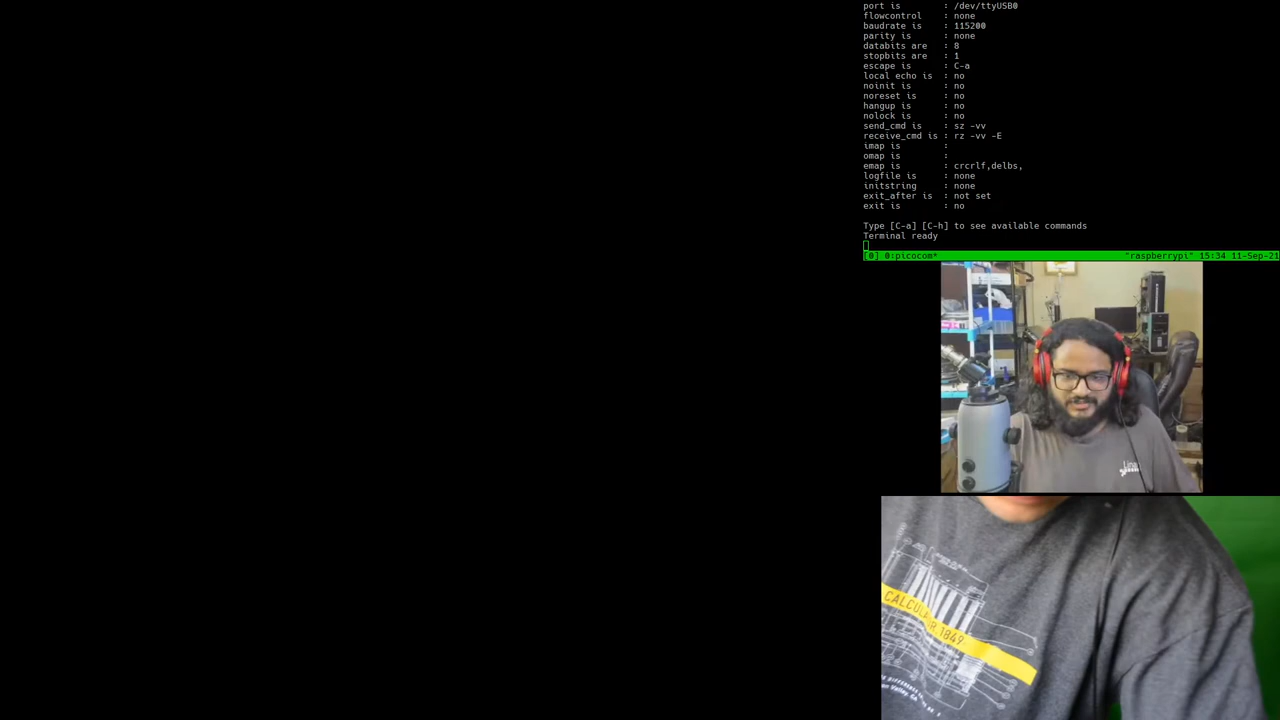 port is        : /dev/ttyUSB0
flowcontrol    : none
baudrate is    : 115200
parity is      : none
databits are   : 8
stopbits are   : 1
escape is      : C-a
local echo is  : no
noinit is      : no
noreset is     : no
hangup is      : no
nolock is      : no
send_cmd is    : sz -vv
receive_cmd is : rz -vv -E
imap is        :
omap is        :
emap is        : crcrlf,delbs,
logfile is     : none
initstring     : none
exit_after is  : not set
exit is        : no
Type [C-a] [C-h] to see available commands
Terminal ready
[0] 0:picocom* "raspberrypi" 15:34 11-Sep-21
1849